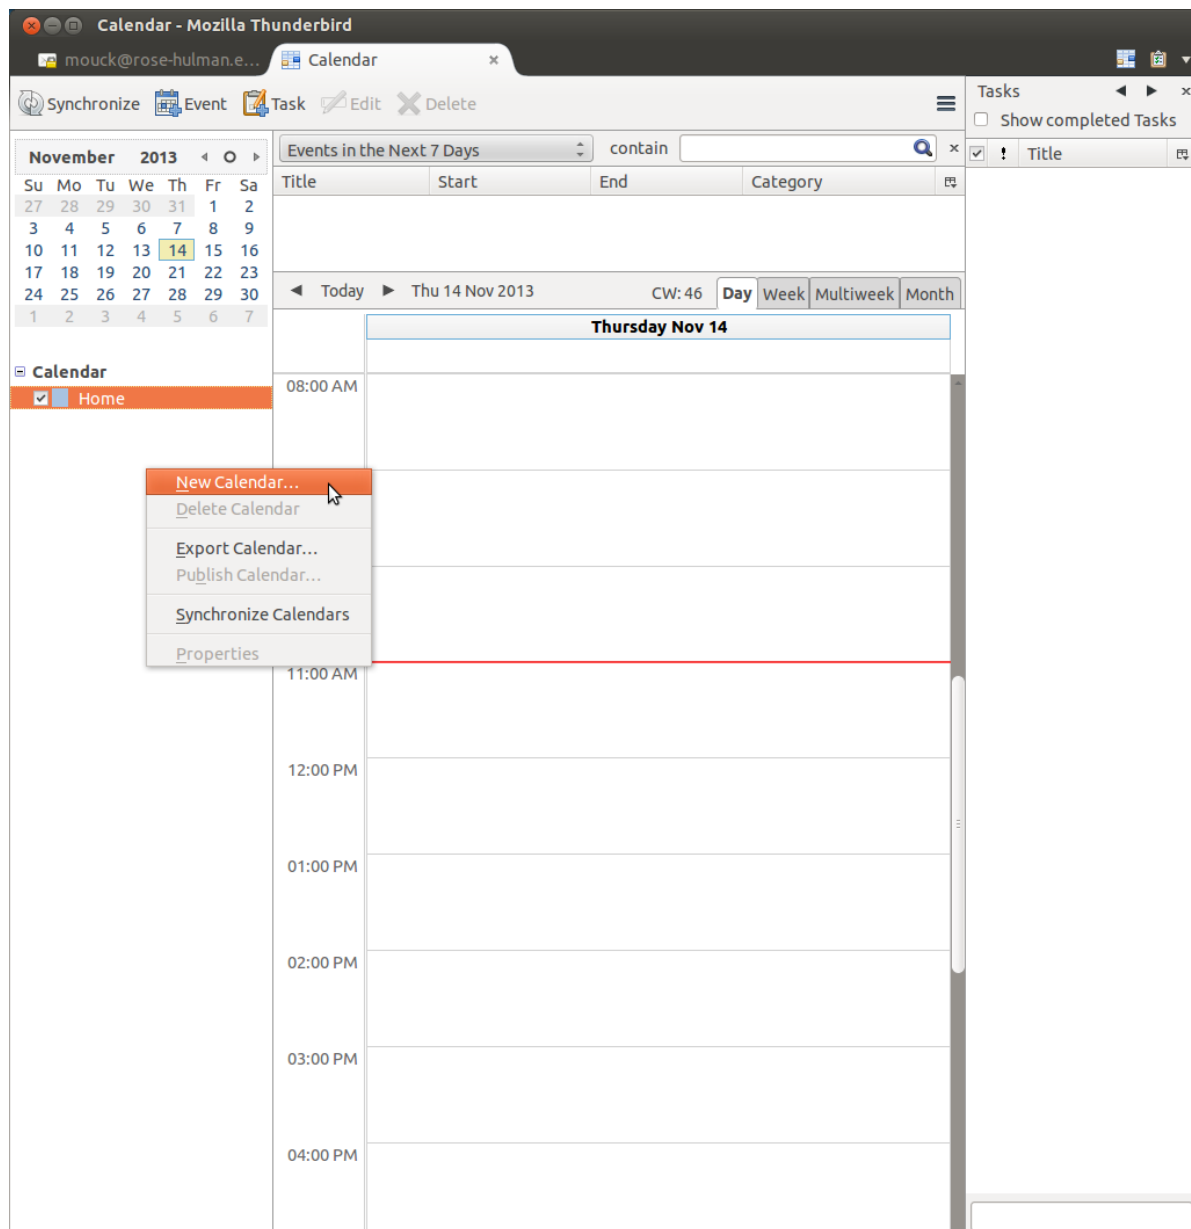 Calendar - Mozilla Thunderbird
mouck@rose-hulman.e...
Calendar
Synchronize Event Task Edit Delete
Tasks
Show completed Tasks
Title
November 2013
Su Mo Tu We Th Fr Sa
27 28 29 30 31 1 2
3 4 5 6 7 8 9
10 11 12 13 14 15 16
17 18 19 20 21 22 23
24 25 26 27 28 29 30
1 2 3 4 5 6 7
Calendar
Home
Events in the Next 7 Days contain
Title Start End Category
Today Thu 14 Nov 2013 CW: 46 Day Week Multiweek Month
Thursday Nov 14
08:00 AM
New Calendar...
Delete Calendar
Export Calendar...
Publish Calendar...
Synchronize Calendars
Properties
11:00 AM
12:00 PM
01:00 PM
02:00 PM
03:00 PM
04:00 PM